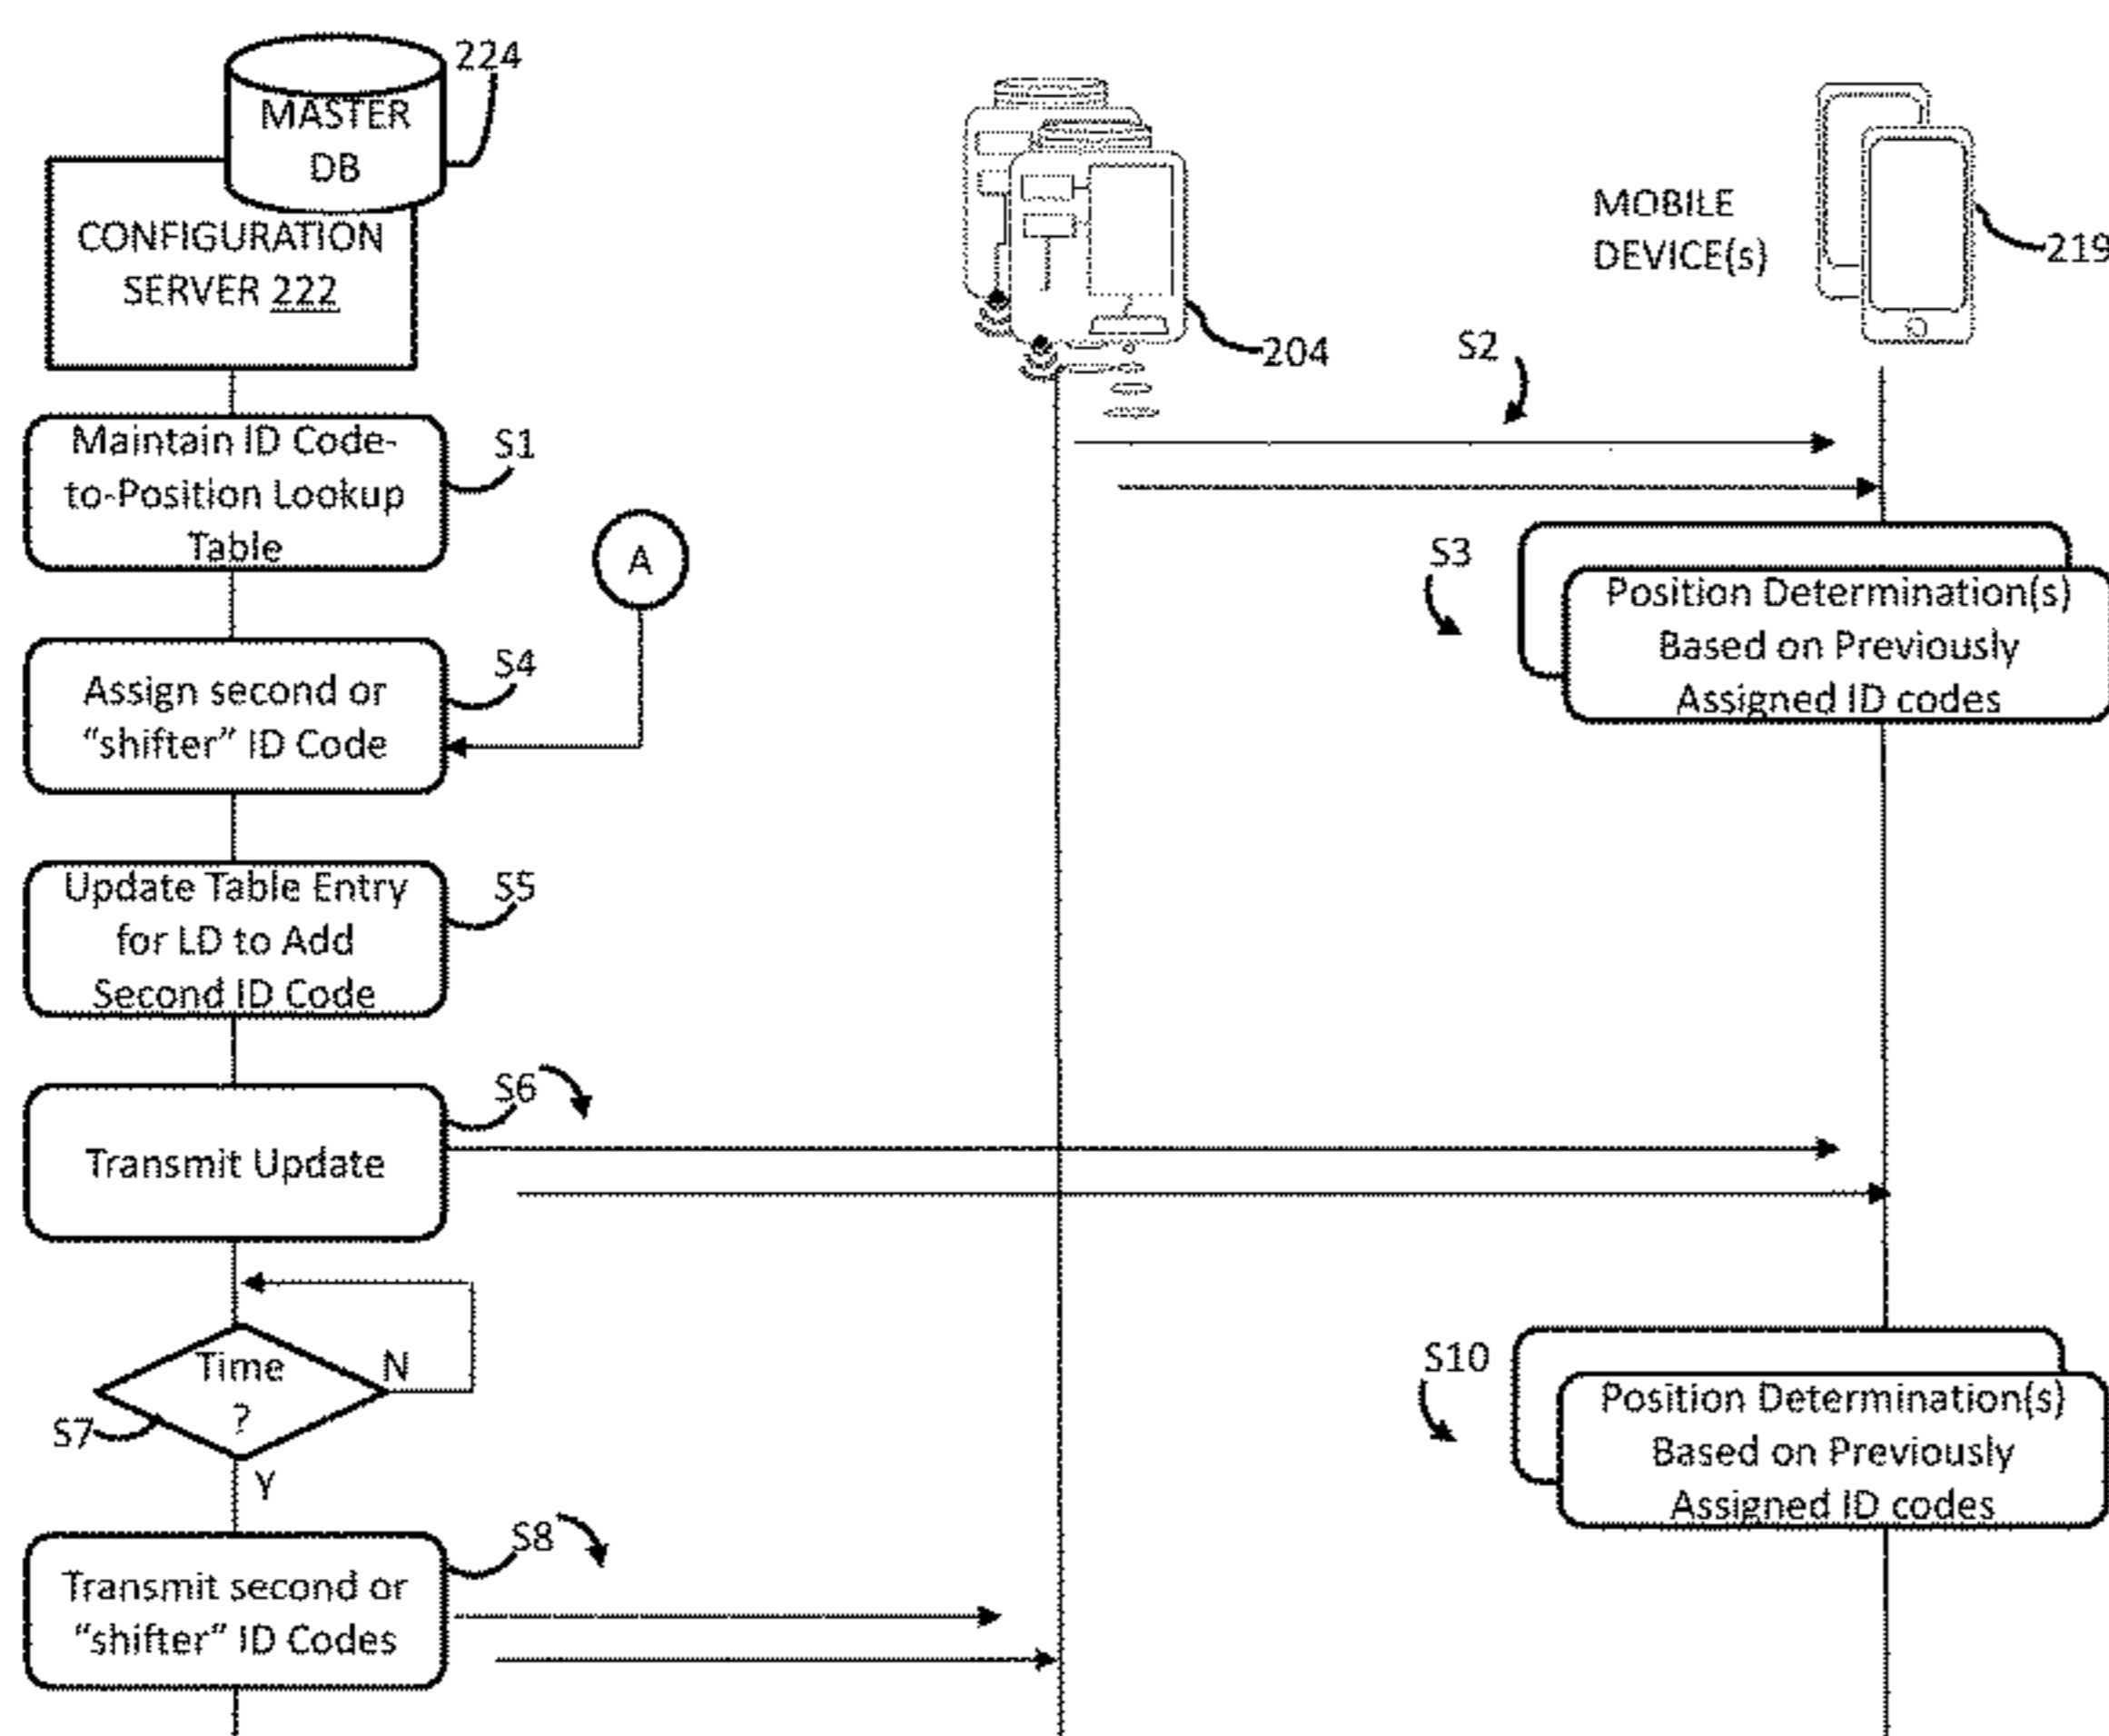 224
MASTER
DB
CONFIGURATION
SERVER 222
204
MOBILE
DEVICE(s)
219
S2
Maintain ID Code-
to-Position Lookup
Table
S1
A
S3
Position Determination(s)
Based on Previously
Assigned ID codes
Assign second or
“shifter” ID Code
S4
Update Table Entry
for LD to Add
Second ID Code
S5
Transmit Update
S6
Time
?
N
Y
S7
S10
Position Determination(s)
Based on Previously
Assigned ID codes
Transmit second or
“shifter” ID Codes
S8